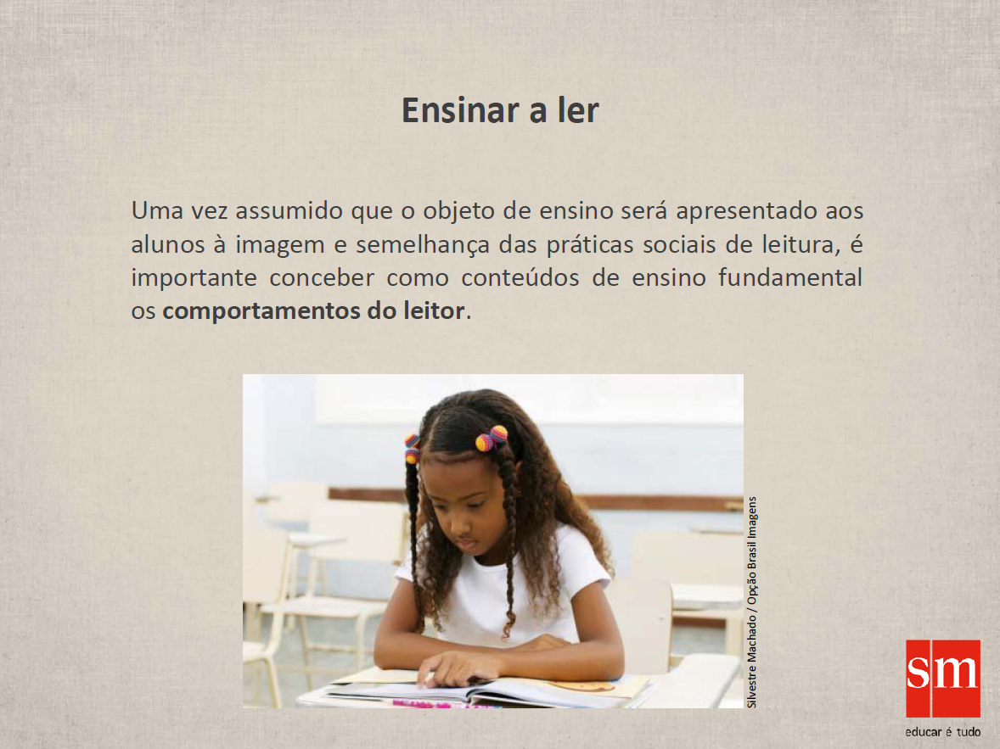 Ensinar a ler
Uma vez assumido que o objeto de ensino será apresentado aos
alunos à imagem e semelhança das práticas sociais de leitura, é
importante conceber como conteúdos de ensino fundamental
os comportamentos do leitor.
Silvestre Machado / Opção Brasil Imagens
sm
educar é tudo